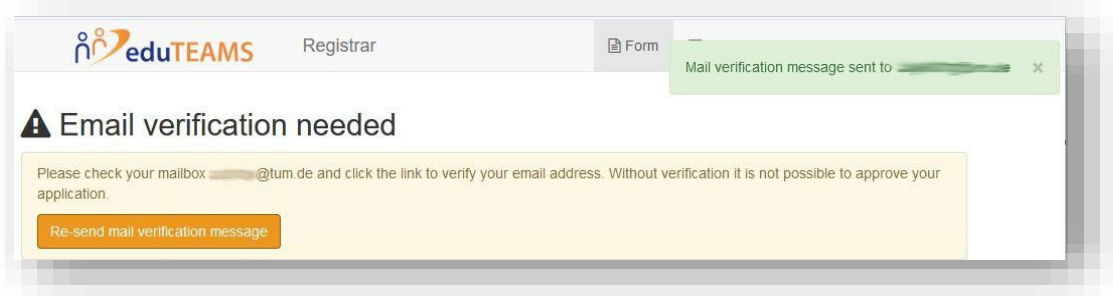 eduTEAMS Registrar Form
Mail verification message sent to ×
Email verification needed
Please check your mailbox @tum.de and click the link to verify your email address. Without verification it is not possible to approve your
application.
Re-send mail verification message